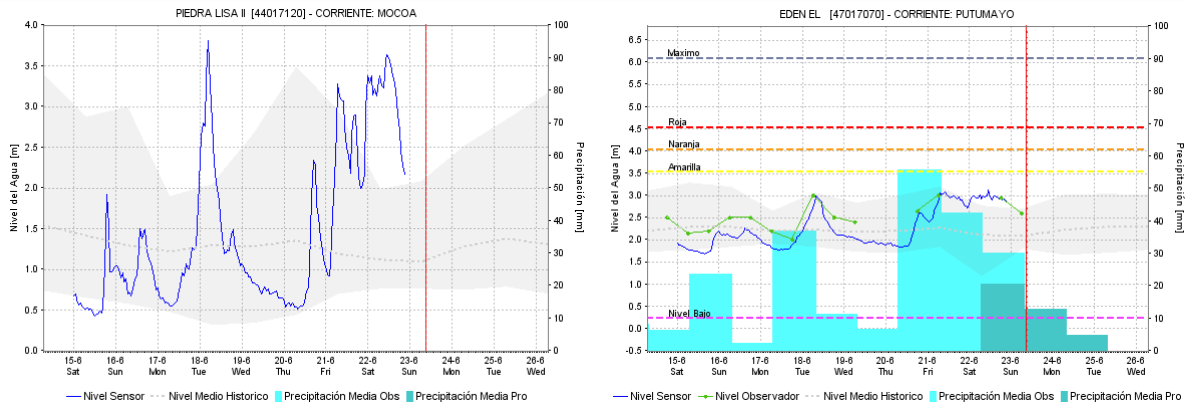 PIEDRA LISA II [44017120] - CORRIENTE: MOCOA
Nivel del Agua [m]
4.0
3.5
3.0
2.5
2.0
1.5
1.0
0.5
0.0
100
90
80
70
60
50
40
30
20
10
0
Precipitación [mm]
15-6 16-6 17-6 18-6 19-6 20-6 21-6 22-6 23-6 24-6 25-6 26-6
Sat Sun Mon Tue Wed Thu Fri Sat Sun Mon Tue Wed
Nivel Sensor Nivel Medio Historico Precipitación Media Obs Precipitación Media Pro
EDEN EL [47017070] - CORRIENTE: PUTUMAYO
Nivel del Agua [m]
6.5
6.0
5.5
5.0
4.5
4.0
3.5
3.0
2.5
2.0
1.5
1.0
0.5
0.0
-0.5
Maximo
Roja
Naranja
Amarilla
Nivel Bajo
100
90
80
70
60
50
40
30
20
10
0
Precipitación [mm]
15-6 16-6 17-6 18-6 19-6 20-6 21-6 22-6 23-6 24-6 25-6 26-6
Sat Sun Mon Tue Wed Thu Fri Sat Sun Mon Tue Wed
Nivel Sensor Nivel Observador Nivel Medio Historico Precipitación Media Obs Precipitación Media Pro